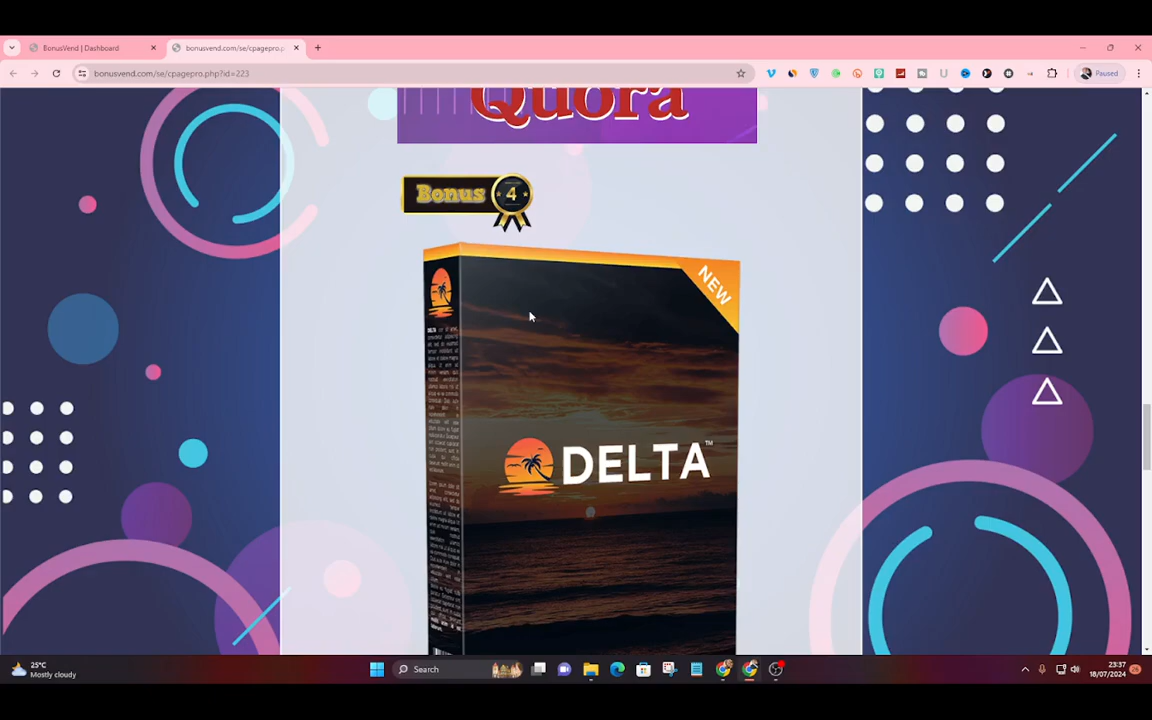 BonusVend | Dashboard
bonusvend.com/se/cpagepro.p
bonusvend.com/se/cpagepro.php?id=223
Paused
Quora
Bonus 4
NEW
DELTA
DELTA™
25°C
Mostly cloudy
Search
23:37
18/07/2024